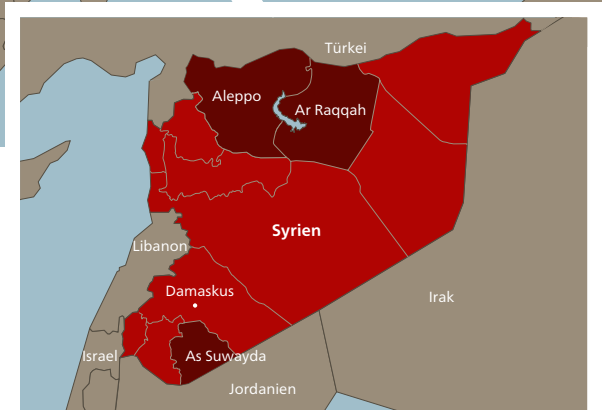 Türkei
Aleppo
Ar Raqqah
Syrien
Libanon
Damaskus
Irak
Israel
As Suwayda
Jordanien